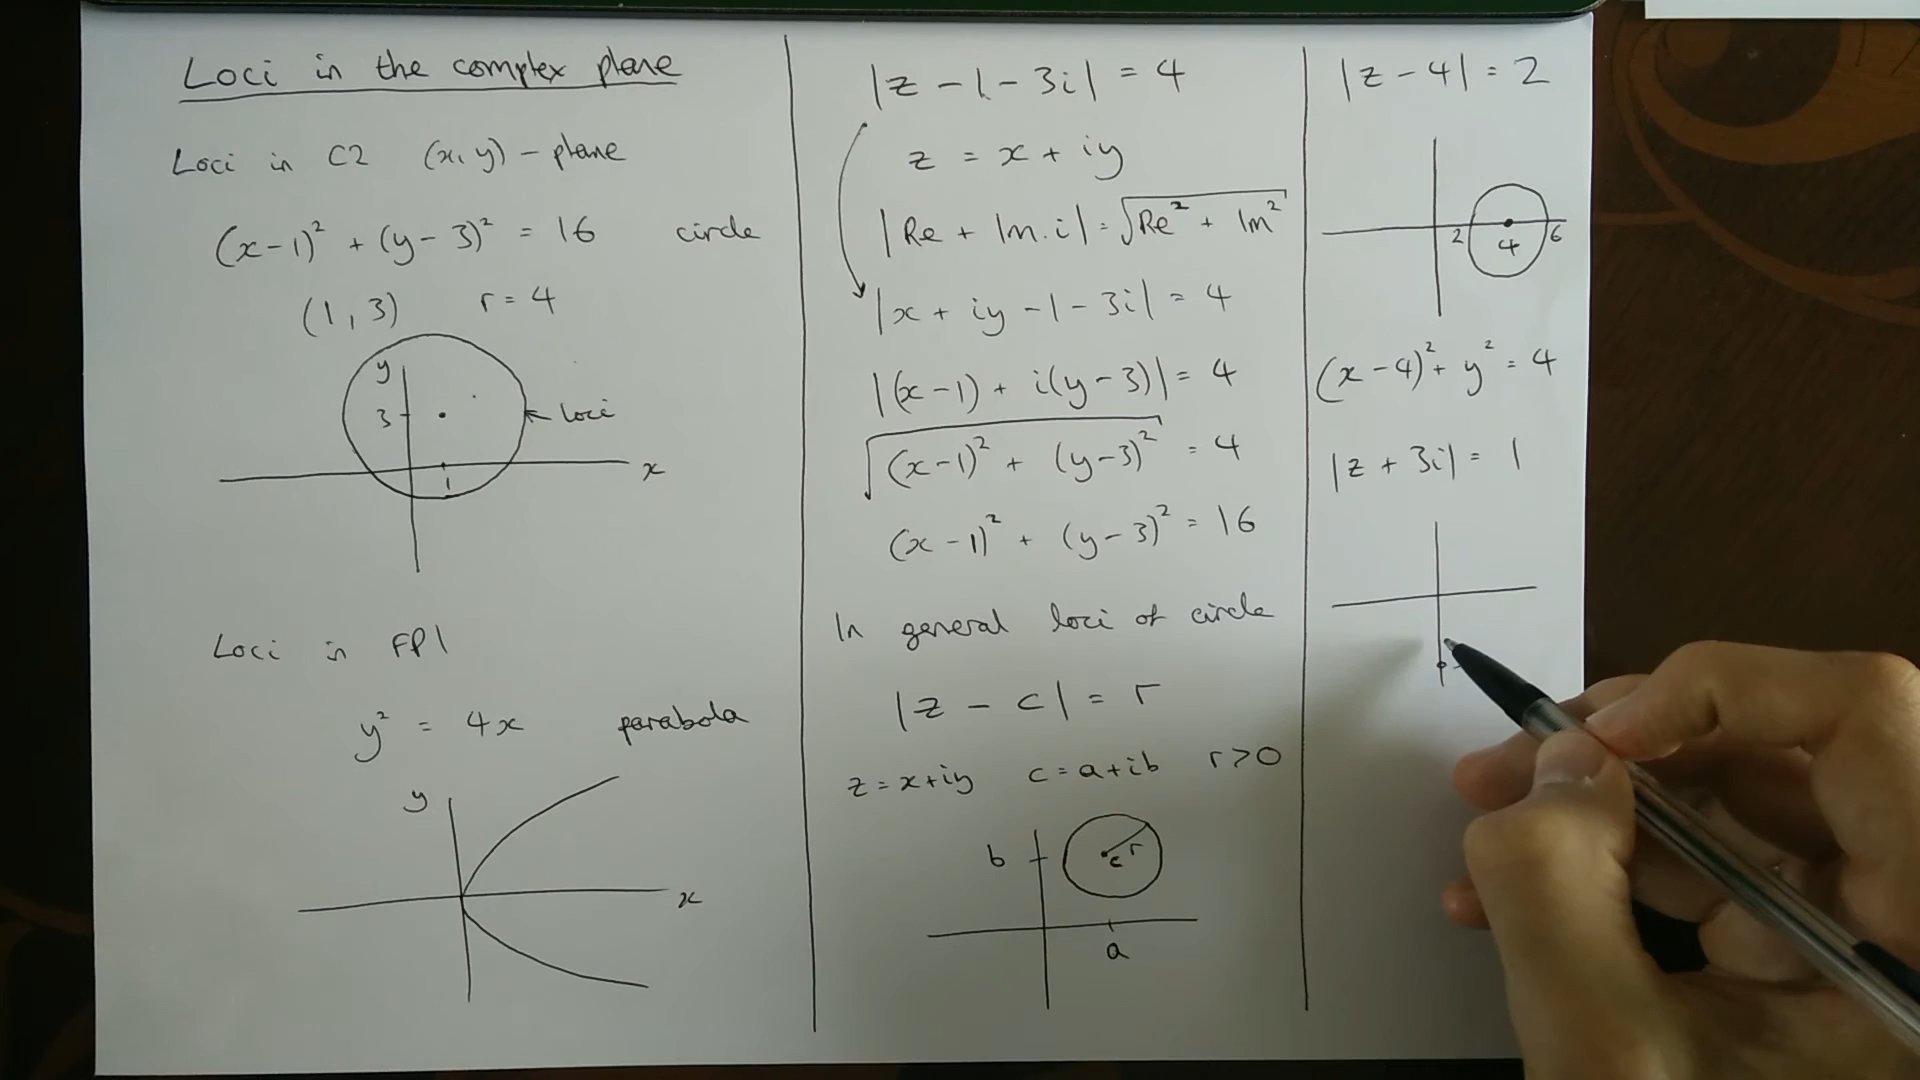 Loci in the complex plane
Loci in C2 (x, y) - plane
(x-1)² + (y-3)² = 16 circle
(1, 3) r = 4
y
3
loci
x
1
Loci in FP1
y² = 4x parabola
y
x
|z - 1 - 3i| = 4
z = x + iy
|Re + Im.i| = √(Re² + Im²)
|x + iy - 1 - 3i| = 4
|(x-1) + i(y-3)| = 4
√((x-1)² + (y-3)²) = 4
(x-1)² + (y-3)² = 16
In general loci of circle
|z - c| = r
z = x+iy c = a+ib r>0
b
c r
a
|z - 4| = 2
2 4 6
(x-4)² + y² = 4
|z + 3i| = 1